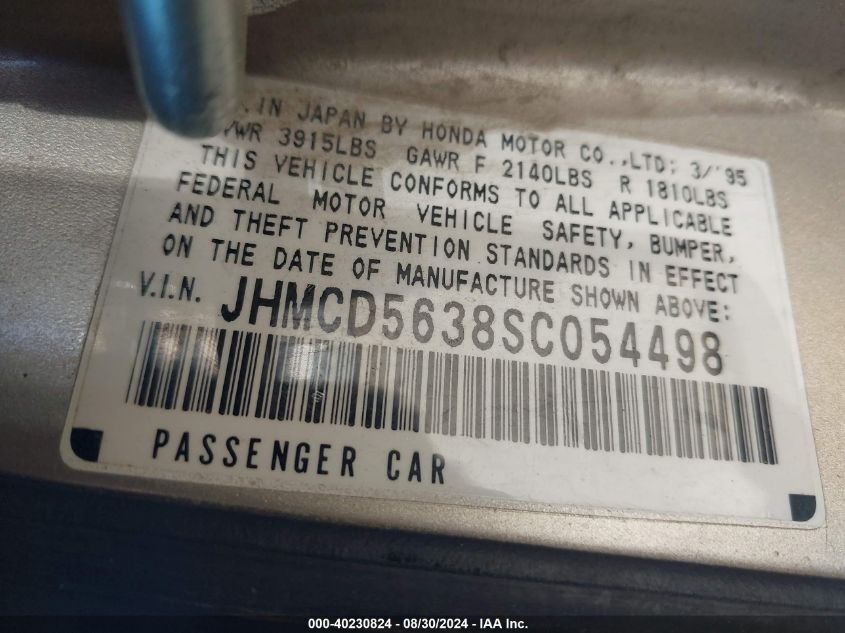 IN JAPAN BY HONDA MOTOR CO.,LTD; 3/'95
3915LBS GAWR F 2140LBS R 1810LBS
THIS VEHICLE CONFORMS TO ALL APPLICABLE
FEDERAL MOTOR VEHICLE SAFETY, BUMPER,
AND THEFT PREVENTION STANDARDS IN EFFECT
ON THE DATE OF MANUFACTURE SHOWN ABOVE:
V.I.N. JHMCD5638SC054498
PASSENGER CAR
000-40230824 - 08/30/2024 - IAA Inc.